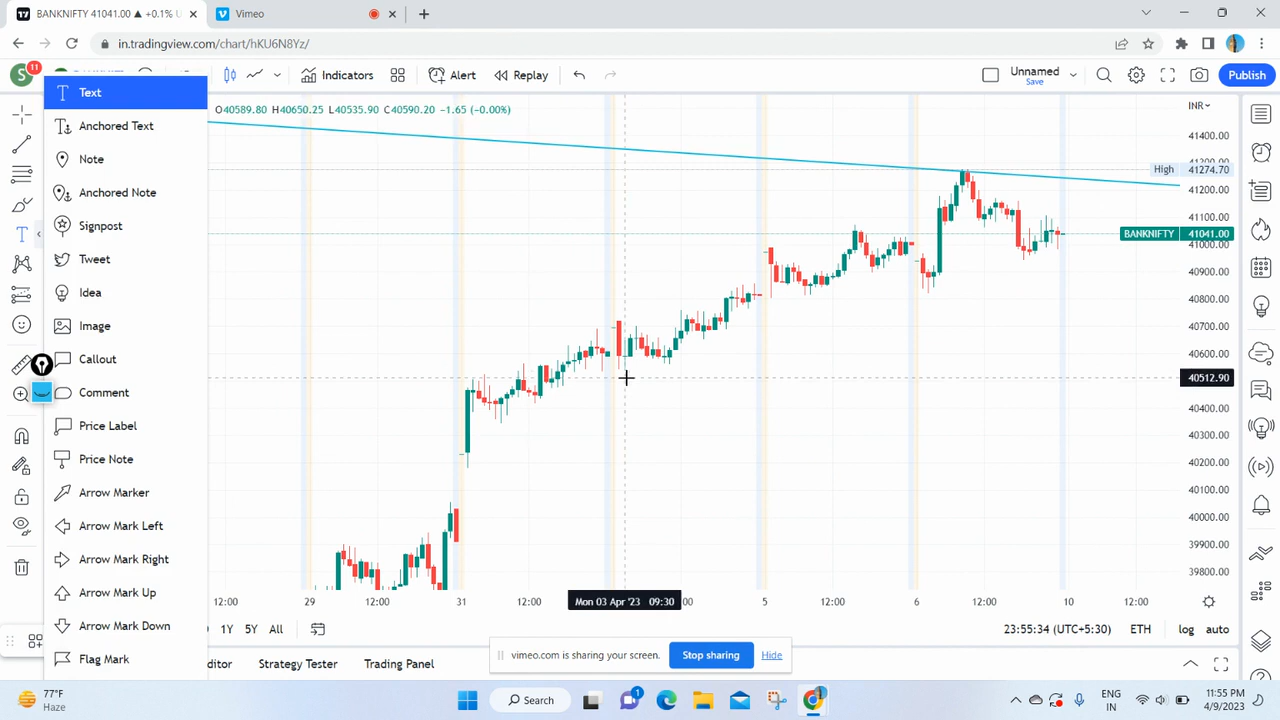 BANKNIFTY 41041.00 ▲ +0.1% U
Vimeo
in.tradingview.com/chart/hKU6N8Yz/
S
11
Indicators
Alert
Replay
Unnamed
Save
Publish
Text
Anchored Text
Note
Anchored Note
Signpost
Tweet
Idea
Image
Callout
Comment
Price Label
Price Note
Arrow Marker
Arrow Mark Left
Arrow Mark Right
Arrow Mark Up
Arrow Mark Down
Flag Mark
O40589.80 H40650.25 L40535.90 C40590.20 −1.65 (−0.00%)
INR
41400.00
High 41274.70
41200.00
41100.00
BANKNIFTY 41041.00
41000.00
40900.00
40800.00
40700.00
40600.00
40512.90
40400.00
40300.00
40200.00
40100.00
40000.00
39900.00
39800.00
12:00 29 12:00 31 12:00 Mon 03 Apr '23 09:30 :00 5 12:00 6 12:00 10 12:00
1Y 5Y All
23:55:34 (UTC+5:30) ETH log auto
vimeo.com is sharing your screen. Stop sharing Hide
ditor Strategy Tester Trading Panel
77°F
Haze
Search
1
ENG
IN
11:55 PM
4/9/2023